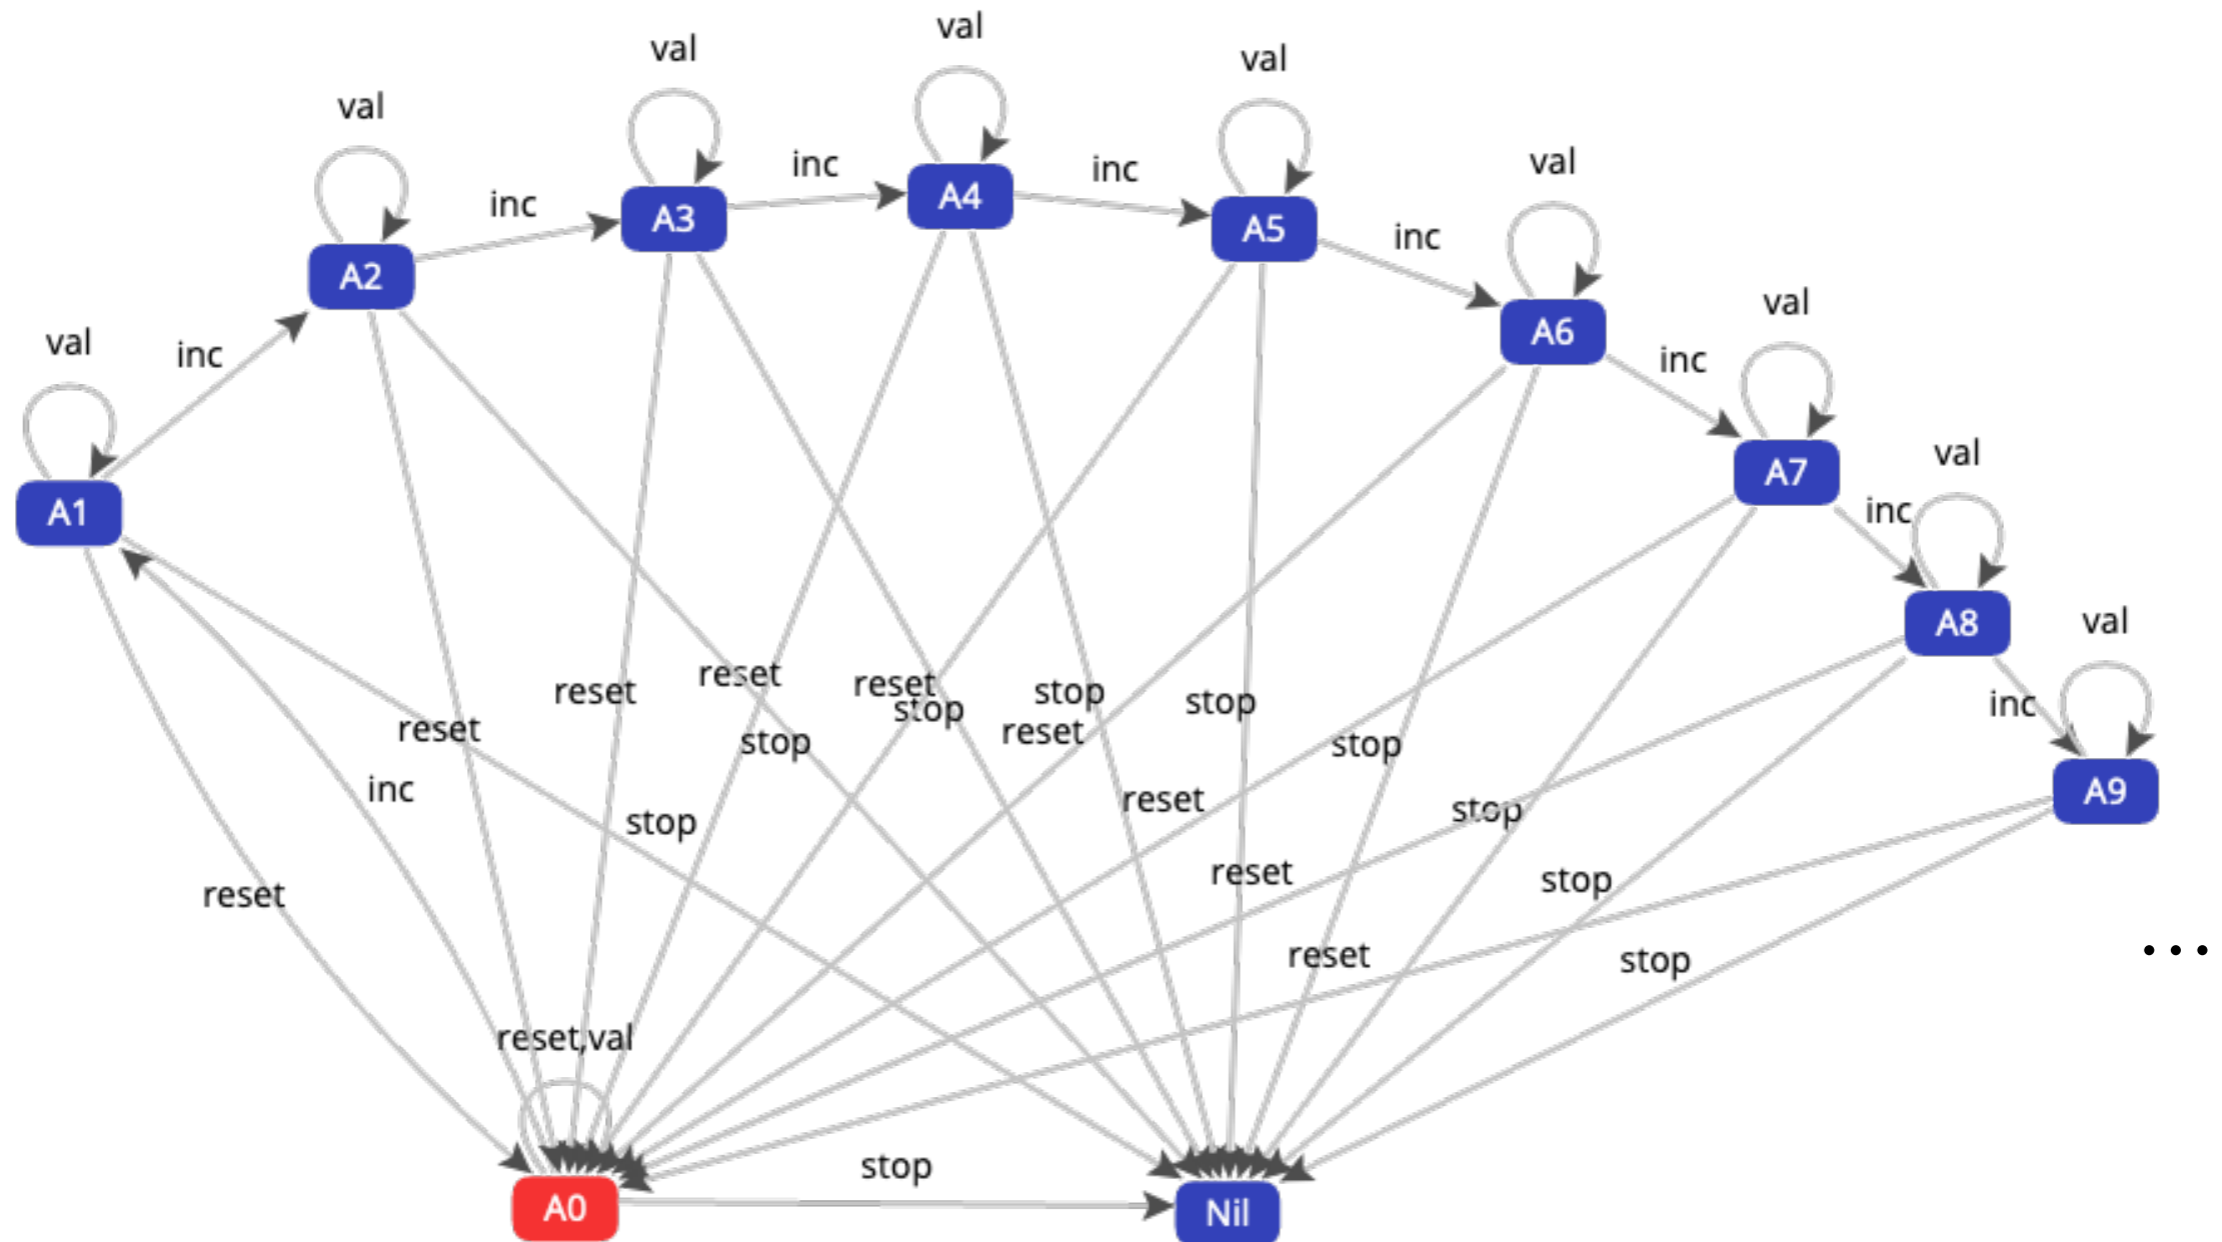 val
val
val
val
inc
inc
A4
inc
A3
val
val
A5
inc
A2
val
A6
inc
val
inc
A7
val
inc
A1
A8
val
reset
reset
reset
stop
stop
stop
inc
stop
reset
reset
stop
stop
A9
inc
reset
stop
stop
reset
reset
stop
reset
stop
...
reset,val
stop
A0
Nil